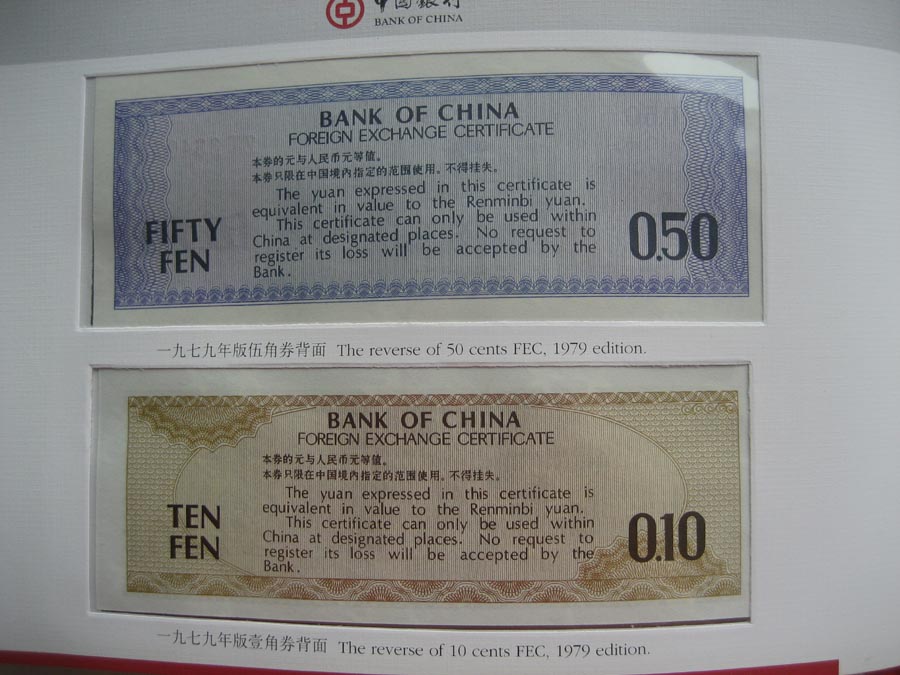 中国银行
BANK OF CHINA
BANK OF CHINA
FOREIGN EXCHANGE CERTIFICATE
本券的元与人民币元等值。
本券只限在中国境内指定的范围使用。不得挂失。
The yuan expressed in this certificate is
equivalent in value to the Renminbi yuan.
This certificate can only be used within
China at designated places. No request to
register its loss will be accepted by the
Bank.
FIFTY
FEN
0.50
一九七九年版伍角券背面 The reverse of 50 cents FEC, 1979 edition.
BANK OF CHINA
FOREIGN EXCHANGE CERTIFICATE
本券的元与人民币元等值。
本券只限在中国境内指定的范围使用。不得挂失。
The yuan expressed in this certificate is
equivalent in value to the Renminbi yuan.
This certificate can only be used within
China at designated places. No request to
register its loss will be accepted by the
Bank.
TEN
FEN
0.10
一九七九年版壹角券背面 The reverse of 10 cents FEC, 1979 edition.